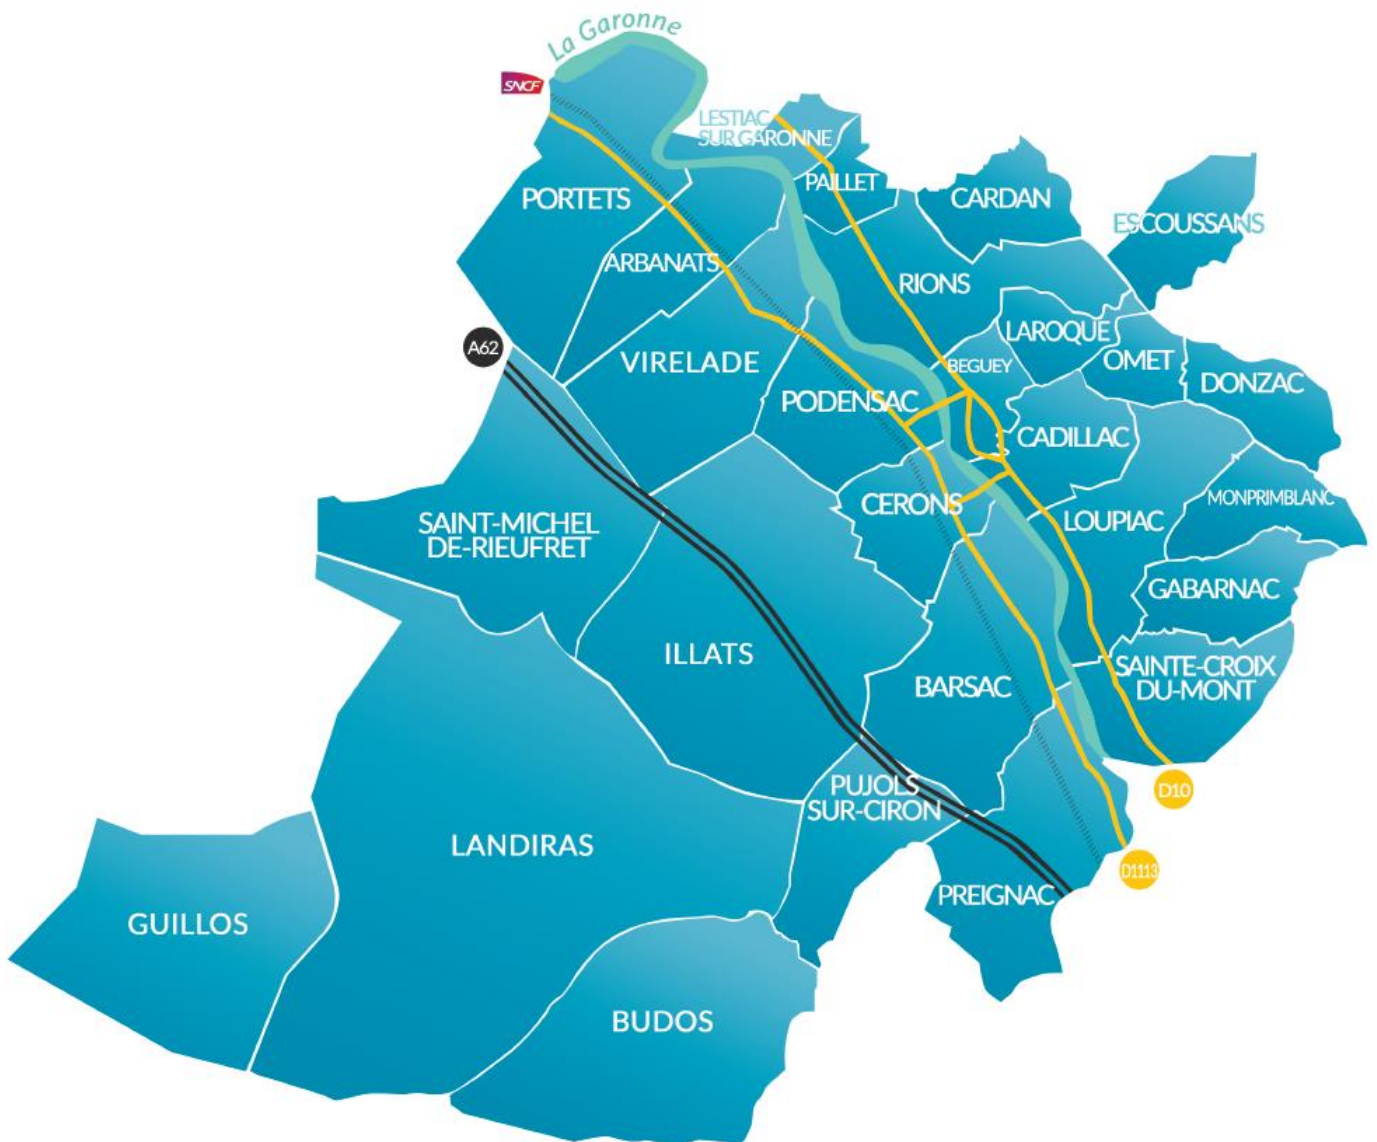 La Garonne
SNCF
LESTIAC
SUR GARONNE
PAILLET
CARDAN
PORTETS
ESCOUSSANS
ARBANATS
RIONS
LAROQUE
A62
VIRELADE
BEGUEY
OMET
DONZAC
PODENSAC
CADILLAC
MONPRIMBLANC
CERONS
SAINT-MICHEL
DE-RIEUFRET
LOUPIAC
GABARNAC
ILLATS
BARSAC
SAINTE-CROIX
DU-MONT
PUJOLS
SUR-CIRON
D10
LANDIRAS
D1113
PREIGNAC
GUILLOS
BUDOS